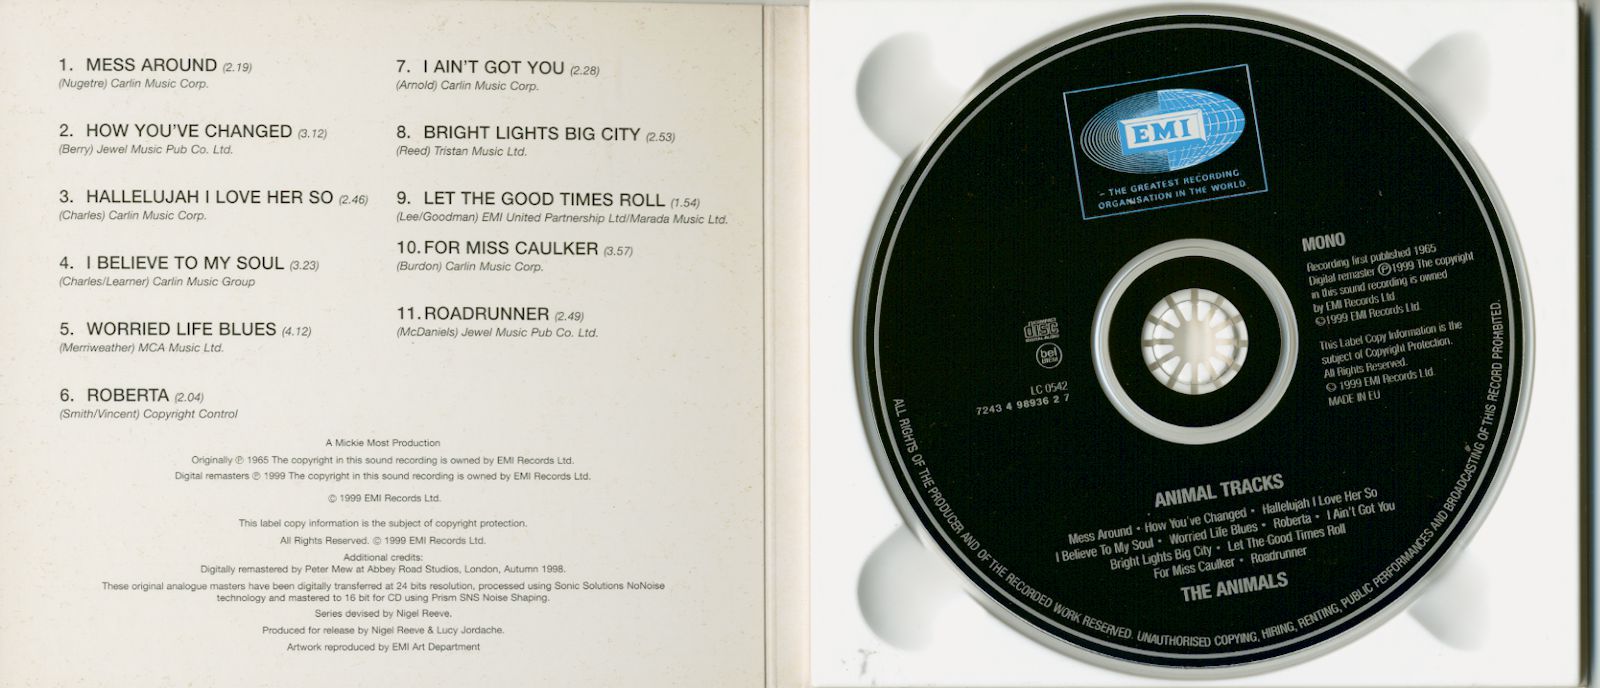 1. MESS AROUND (2.19)
(Nugetre) Carlin Music Corp.
2. HOW YOU'VE CHANGED (3.12)
(Berry) Jewel Music Pub Co. Ltd.
3. HALLELUJAH I LOVE HER SO (2.46)
(Charles) Carlin Music Corp.
4. I BELIEVE TO MY SOUL (3.23)
(Charles/Learner) Carlin Music Group
5. WORRIED LIFE BLUES (4.12)
(Merriweather) MCA Music Ltd.
6. ROBERTA (2.04)
(Smith/Vincent) Copyright Control
7. I AIN'T GOT YOU (2.28)
(Arnold) Carlin Music Corp.
8. BRIGHT LIGHTS BIG CITY (2.53)
(Reed) Tristan Music Ltd.
9. LET THE GOOD TIMES ROLL (1.54)
(Lee/Goodman) EMI United Partnership Ltd/Marada Music Ltd.
10. FOR MISS CAULKER (3.57)
(Burdon) Carlin Music Corp.
11. ROADRUNNER (2.49)
(McDaniels) Jewel Music Pub Co. Ltd.
A Mickie Most Production
Originally ℗ 1965 The copyright in this sound recording is owned by EMI Records Ltd.
Digital remasters ℗ 1999 The copyright in this sound recording is owned by EMI Records Ltd.
© 1999 EMI Records Ltd.
This label copy information is the subject of copyright protection.
All Rights Reserved. © 1999 EMI Records Ltd.
Additional credits:
Digitally remastered by Peter Mew at Abbey Road Studios, London, Autumn 1998.
These original analogue masters have been digitally transferred at 24 bits resolution, processed using Sonic Solutions NoNoise
technology and mastered to 16 bit for CD using Prism SNS Noise Shaping.
Series devised by Nigel Reeve.
Produced for release by Nigel Reeve & Lucy Jordache.
Artwork reproduced by EMI Art Department
EMI
– THE GREATEST RECORDING
ORGANISATION IN THE WORLD
MONO
Recording first published 1965
Digital remaster ℗1999 The copyright
in this sound recording is owned
by EMI Records Ltd
©1999 EMI Records Ltd.
This Label Copy Information is the
subject of Copyright Protection.
All Rights Reserved.
© 1999 EMI Records Ltd.
MADE IN EU
COMPACT
disc
DIGITAL AUDIO
bel
BIEM
LC 0542
7243 4 98936 2 7
ANIMAL TRACKS
Mess Around • How You've Changed • Hallelujah I Love Her So
I Believe To My Soul • Worried Life Blues • Roberta • I Ain't Got You
Bright Lights Big City • Let The Good Times Roll
For Miss Caulker • Roadrunner
THE ANIMALS
ALL RIGHTS OF THE PRODUCER AND OF THE RECORDED WORK RESERVED. UNAUTHORISED COPYING, HIRING, RENTING, PUBLIC PERFORMANCES AND BROADCASTING OF THIS RECORD PROHIBITED.